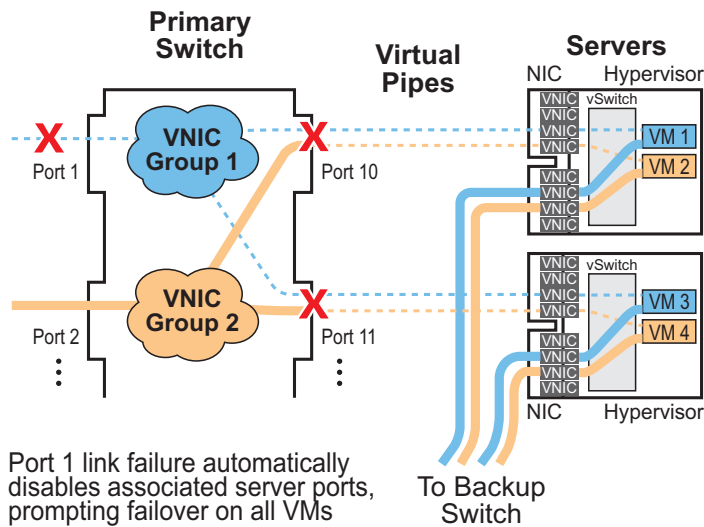 Primary
Switch
Virtual
Pipes
Servers
NIC
Hypervisor
VNIC
VNIC
VNIC
VNIC
vSwitch
VM 1
VM 2
VNIC
VNIC
VNIC
VNIC
VNIC
Group 1
Port 1
Port 10
VNIC
Group 2
Port 2
Port 11
VNIC
VNIC
VNIC
VNIC
vSwitch
VM 3
VM 4
VNIC
VNIC
VNIC
VNIC
NIC
Hypervisor
Port 1 link failure automatically
disables associated server ports,
prompting failover on all VMs
To Backup
Switch